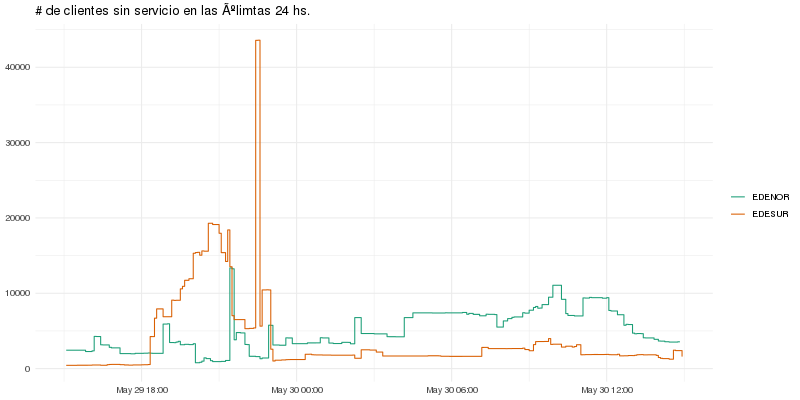 # de clientes sin servicio en las Ãºlimtas 24 hs.
40000
30000
20000
10000
0
May 29 18:00
May 30 00:00
May 30 06:00
May 30 12:00
EDENOR
EDESUR